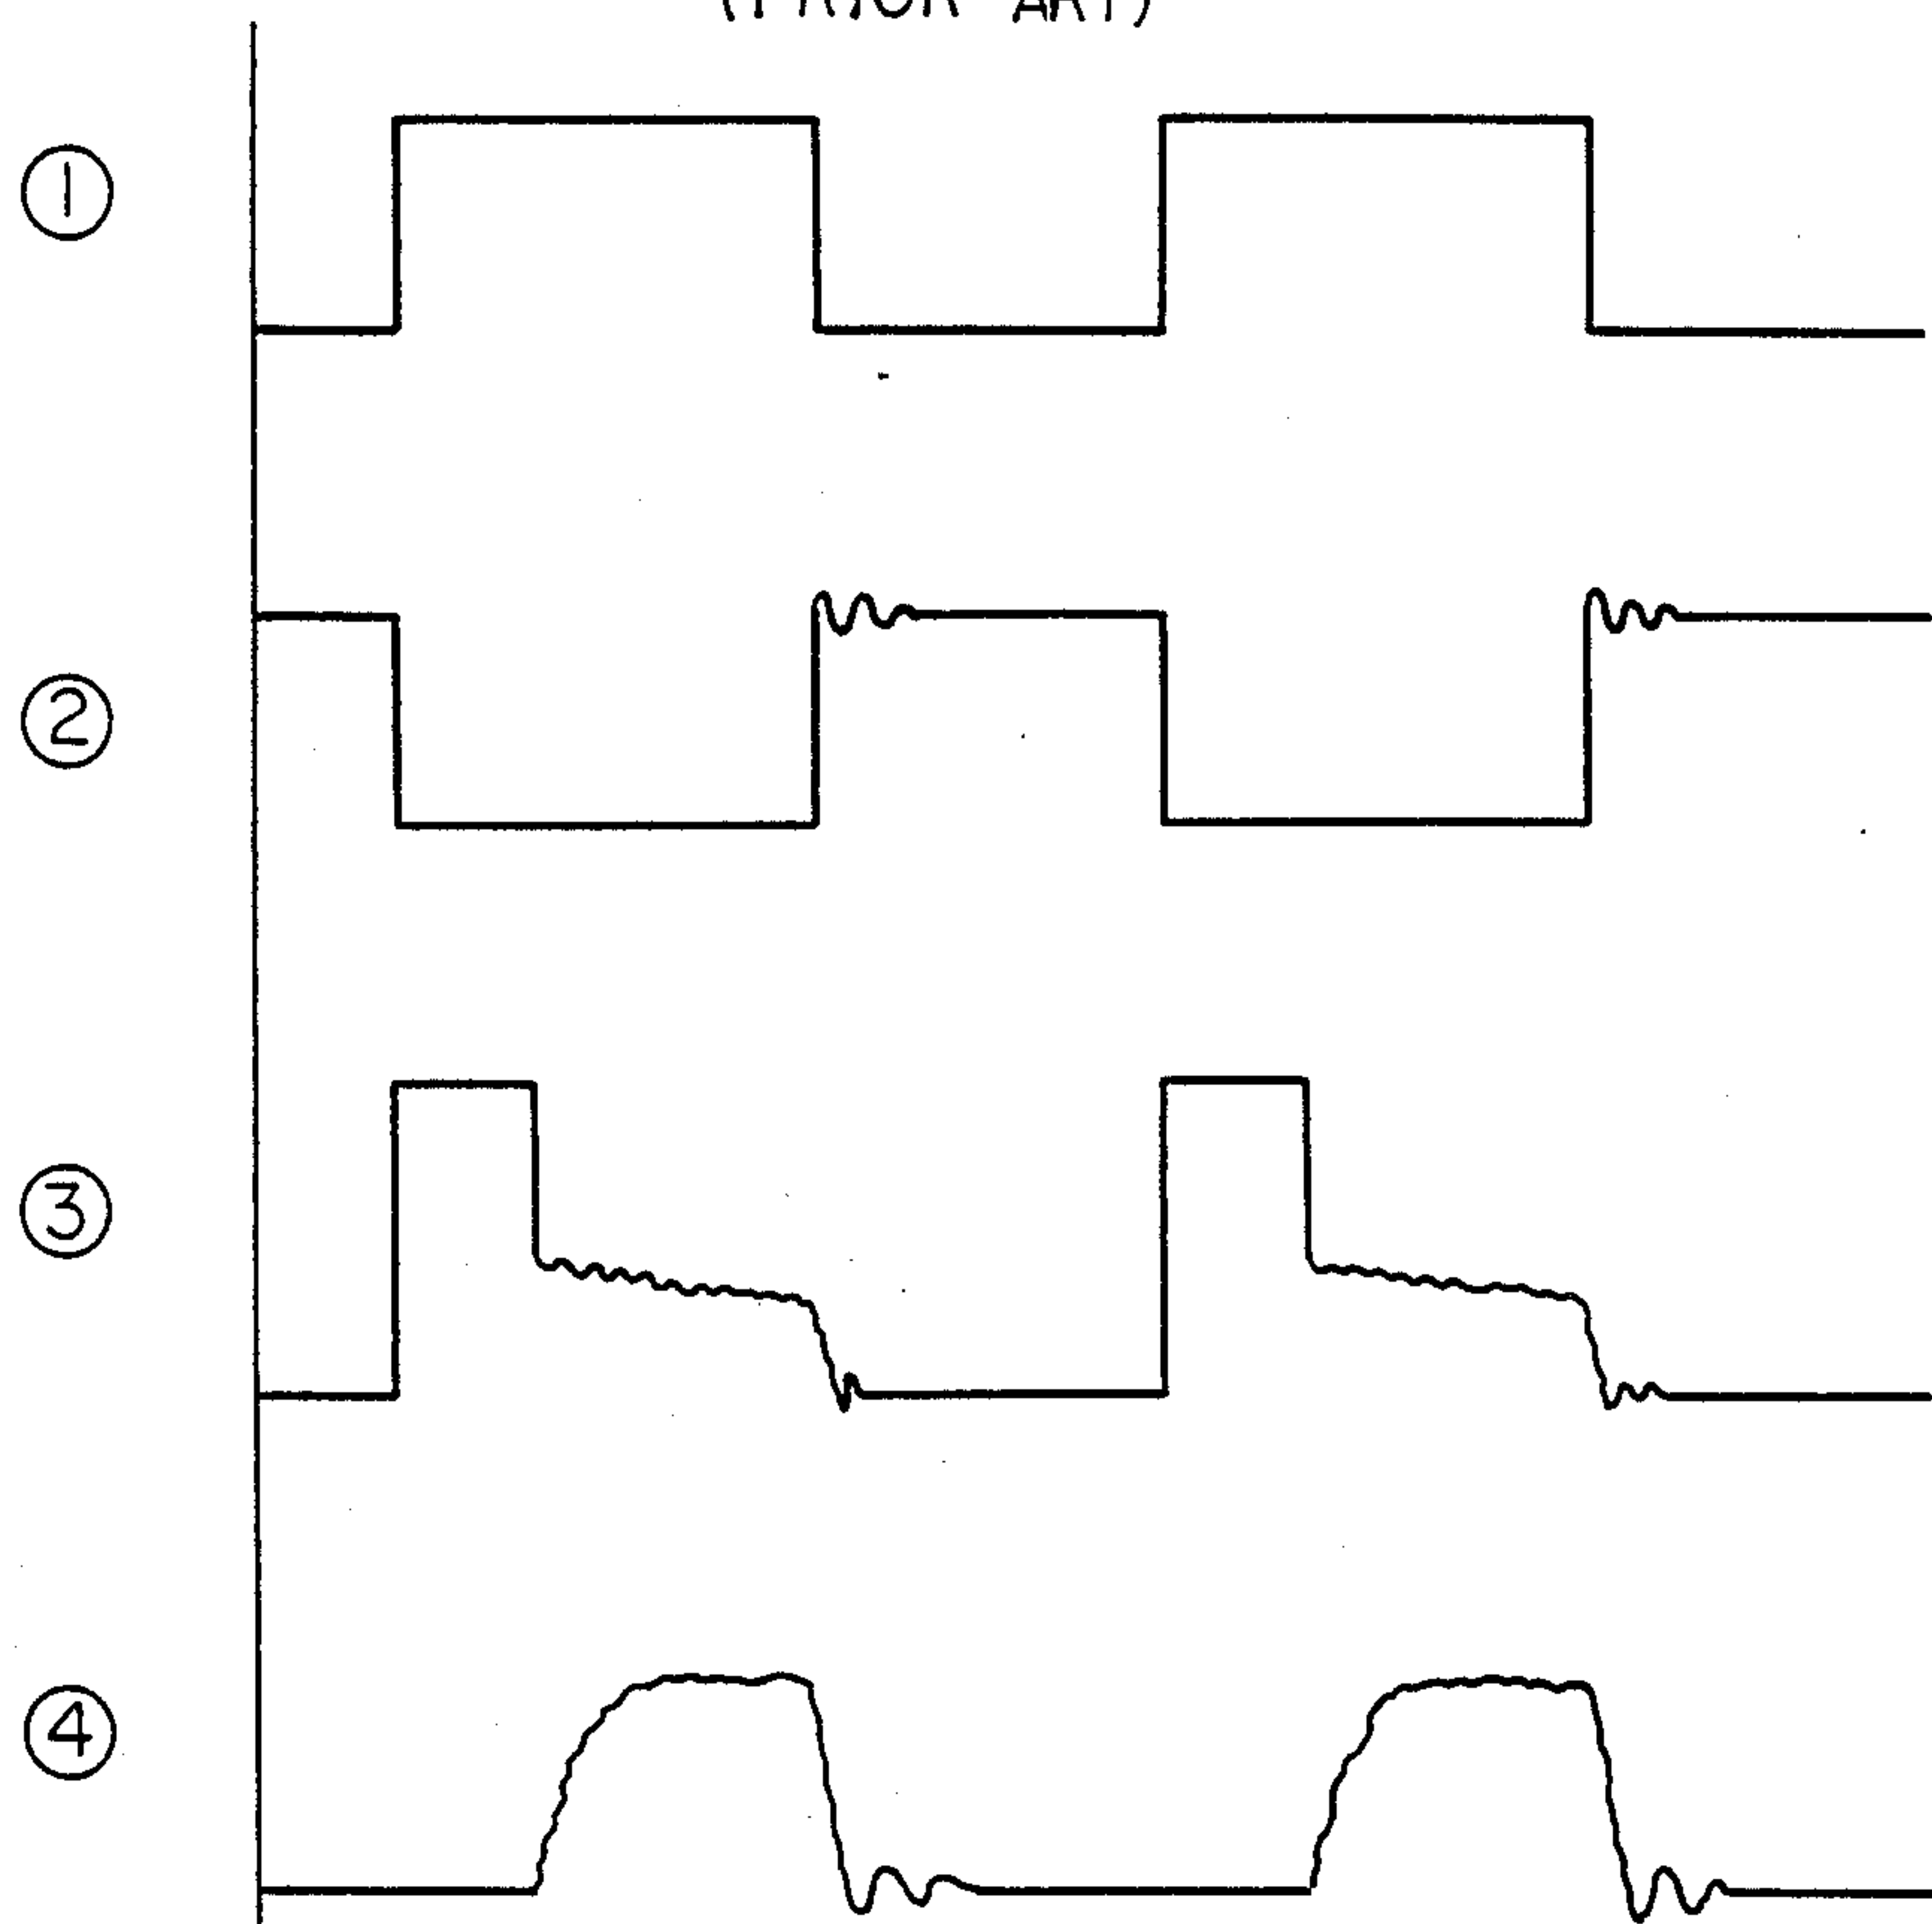 (PRIOR ART)
①
②
③
④